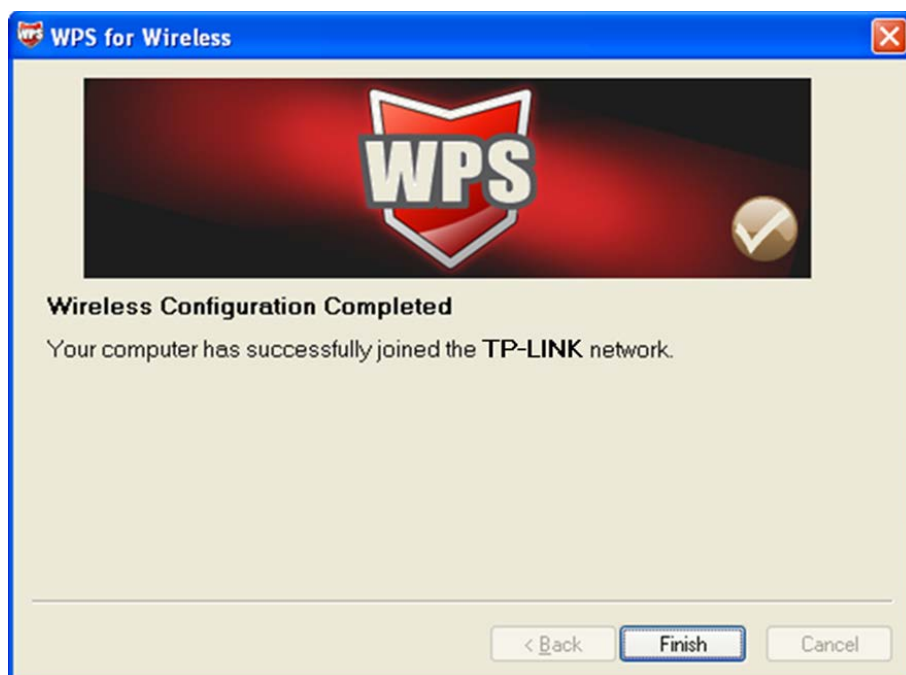 WPS for Wireless
WPS
Wireless Configuration Completed
Your computer has successfully joined the TP-LINK network.
< Back
Finish
Cancel